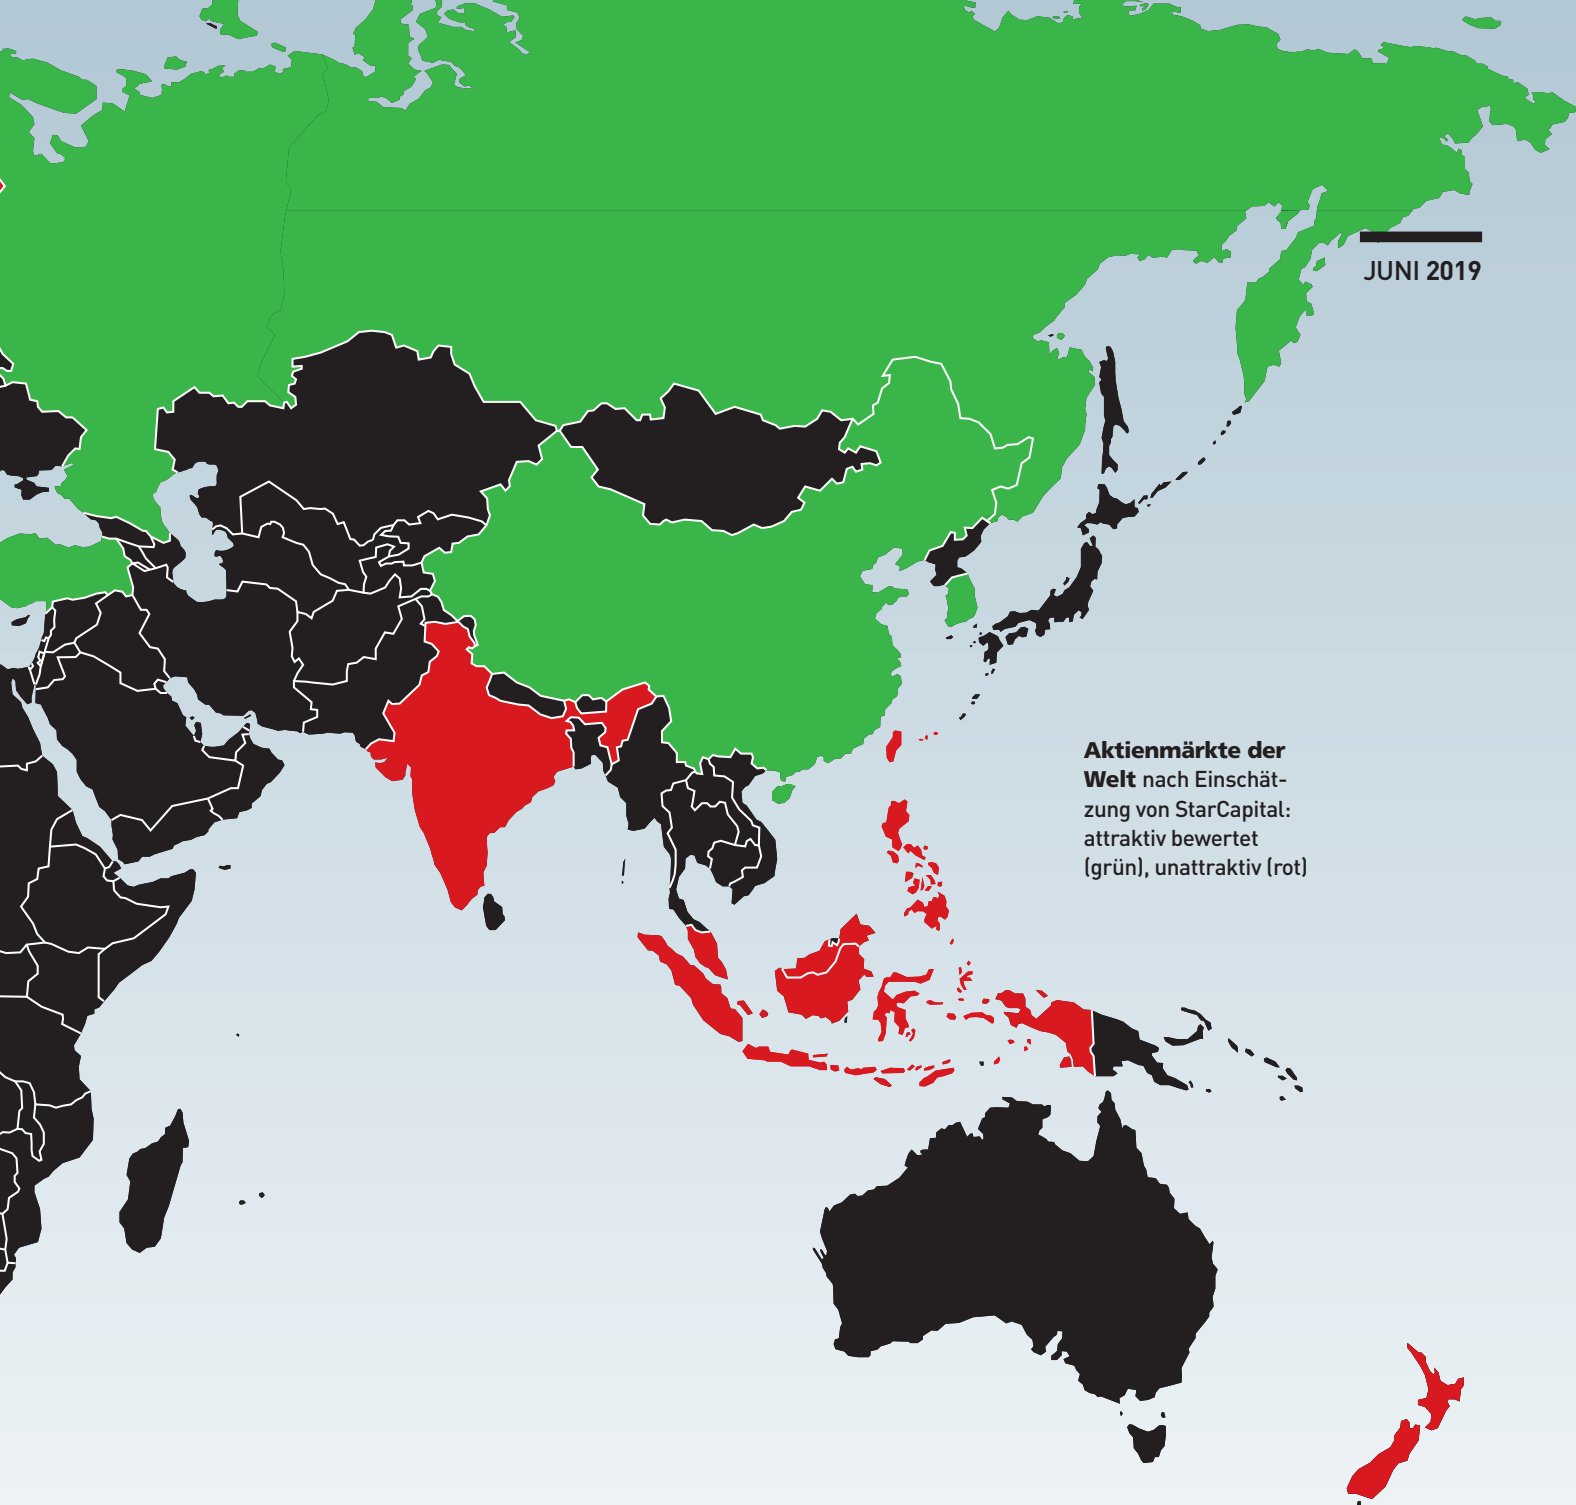 JUNI 2019
Aktienmärkte der
Welt nach Einschät-
zung von StarCapital:
attraktiv bewertet
(grün), unattraktiv (rot)